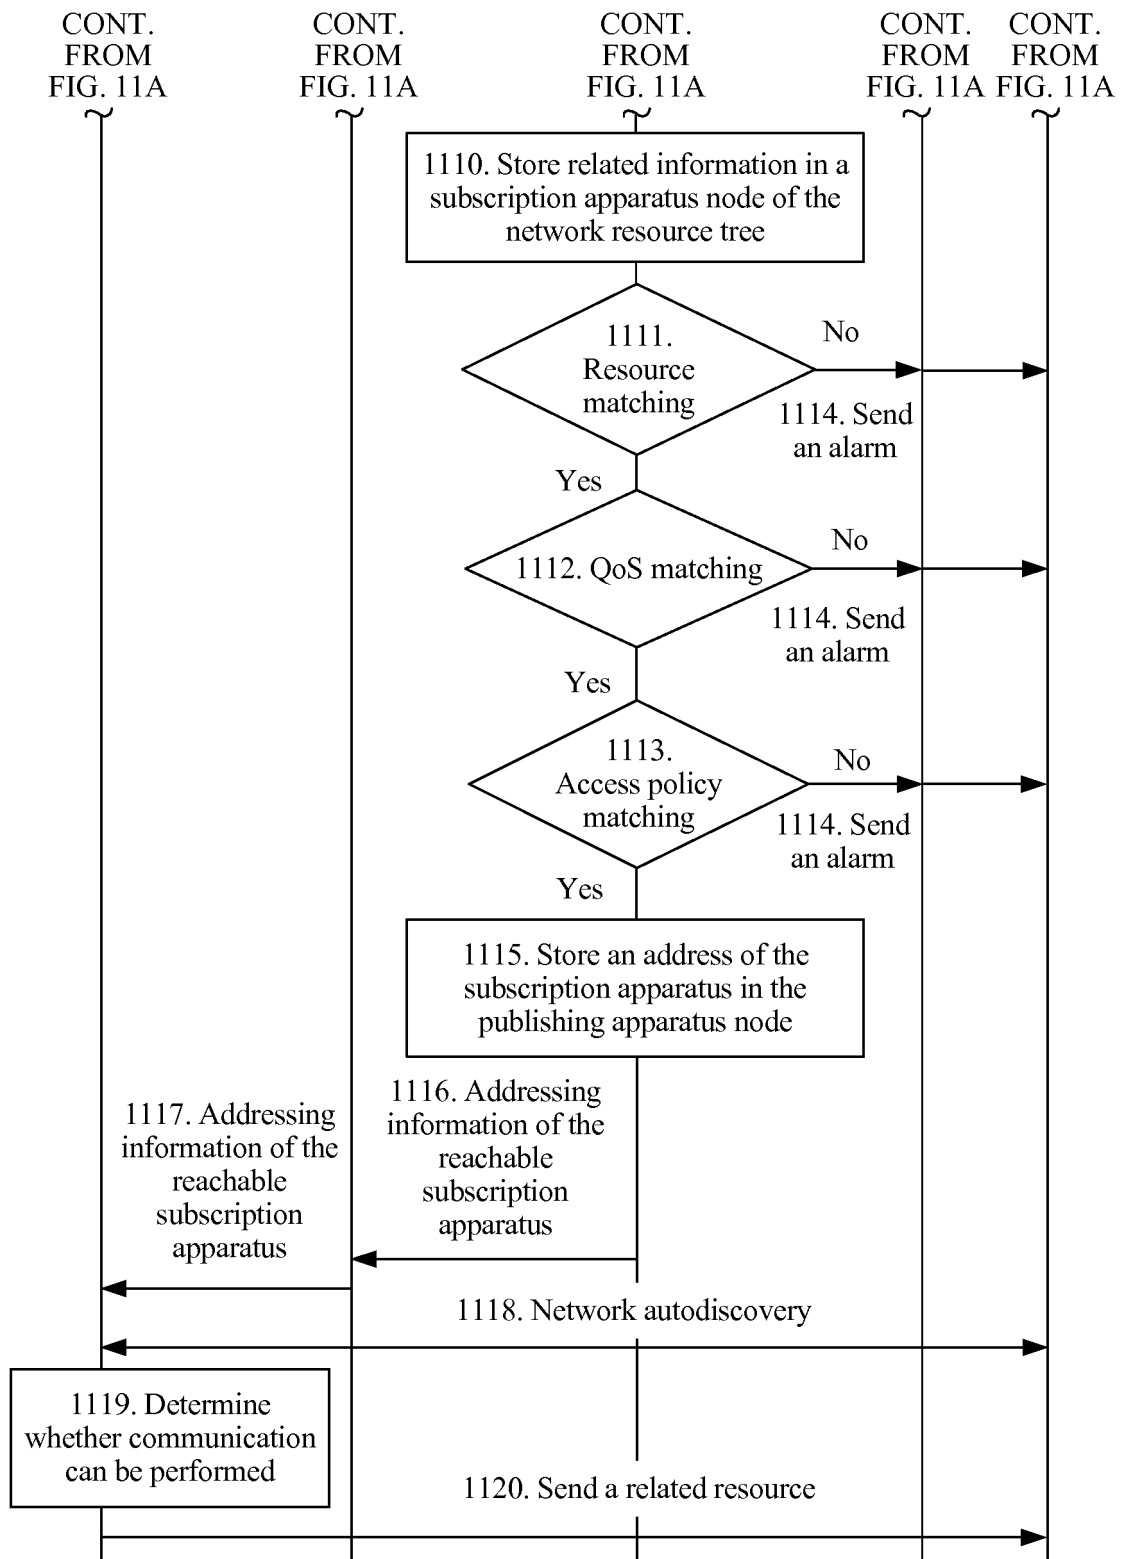 CONT.
FROM
FIG. 11A
CONT.
FROM
FIG. 11A
CONT.
FROM
FIG. 11A
CONT.
FROM
FIG. 11A
CONT.
FROM
FIG. 11A
1110. Store related information in a
subscription apparatus node of the
network resource tree
1111.
Resource
matching
No
1114. Send
an alarm
Yes
1112. QoS matching
No
1114. Send
an alarm
Yes
1113.
Access policy
matching
No
1114. Send
an alarm
Yes
1115. Store an address of the
subscription apparatus in the
publishing apparatus node
1116. Addressing
information of the
reachable
subscription
apparatus
1117. Addressing
information of the
reachable
subscription
apparatus
1118. Network autodiscovery
1119. Determine
whether communication
can be performed
1120. Send a related resource